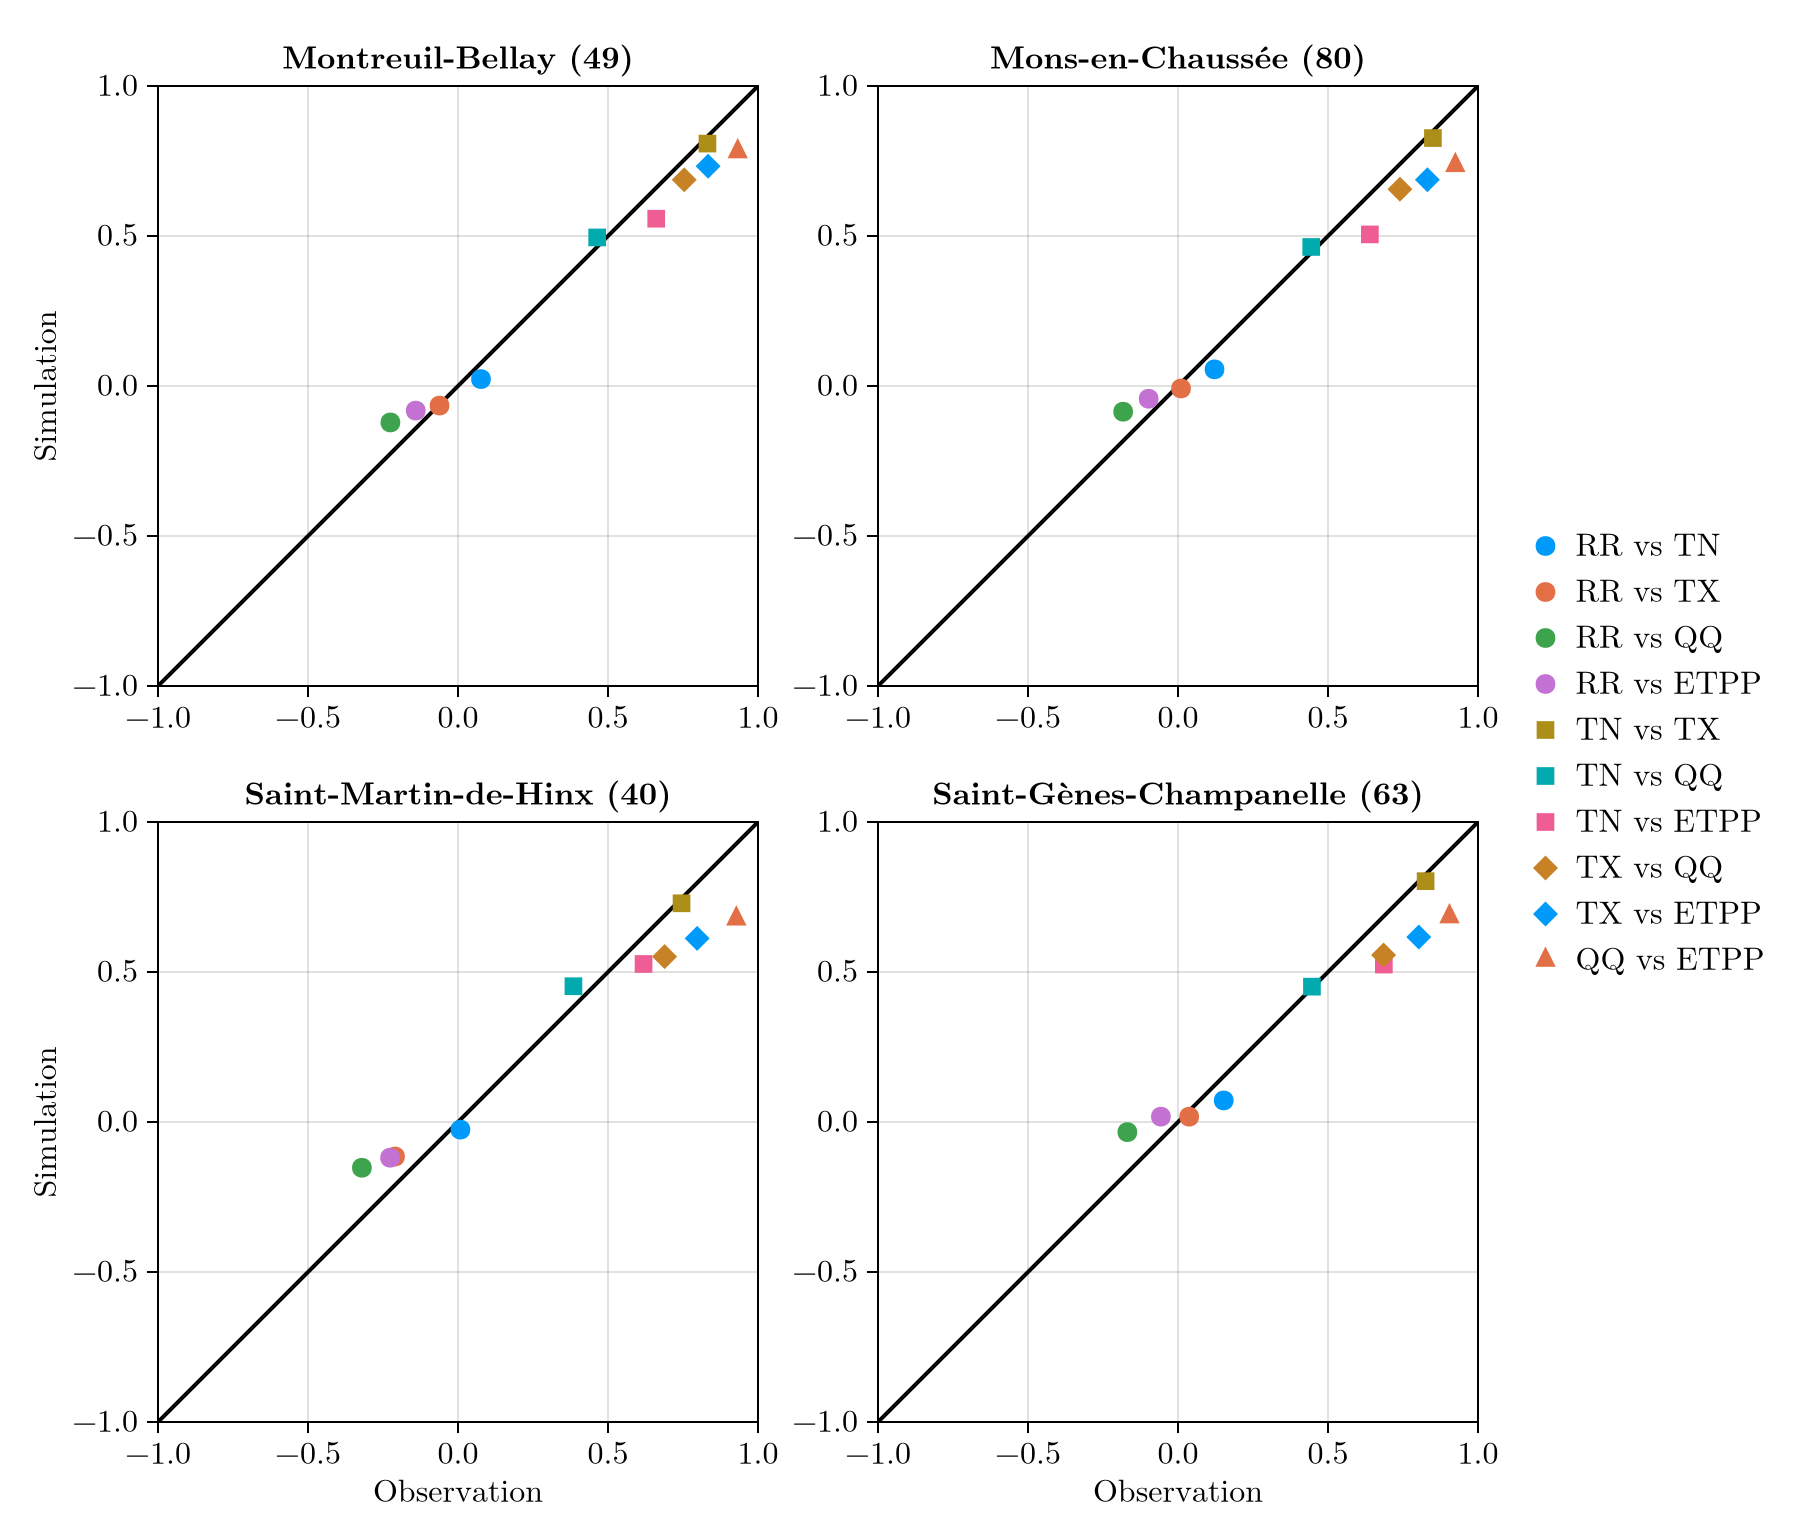 Montreuil-Bellay (49)
1.0
0.5
0.0
−0.5
−1.0
Simulation
−1.0 −0.5 0.0 0.5 1.0
Mons-en-Chaussée (80)
1.0
0.5
0.0
−0.5
−1.0
−1.0 −0.5 0.0 0.5 1.0
Saint-Martin-de-Hinx (40)
1.0
0.5
0.0
−0.5
−1.0
Simulation
−1.0 −0.5 0.0 0.5 1.0
Observation
Saint-Gènes-Champanelle (63)
1.0
0.5
0.0
−0.5
−1.0
−1.0 −0.5 0.0 0.5 1.0
Observation
RR vs TN
RR vs TX
RR vs QQ
RR vs ETPP
TN vs TX
TN vs QQ
TN vs ETPP
TX vs QQ
TX vs ETPP
QQ vs ETPP